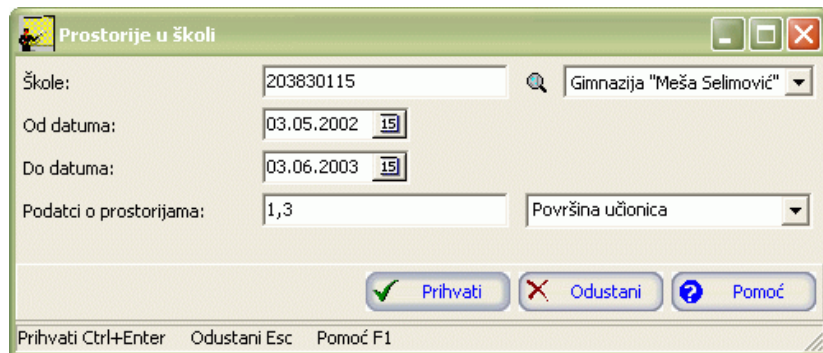 Prostorije u školi
Škole: 203830115 Gimnazija "Meša Selimović"
Od datuma: 03.05.2002 15
Do datuma: 03.06.2003 15
Podatci o prostorijama: 1,3 Površina učionica
Prihvati Odustani ? Pomoć
Prihvati Ctrl+Enter Odustani Esc Pomoć F1